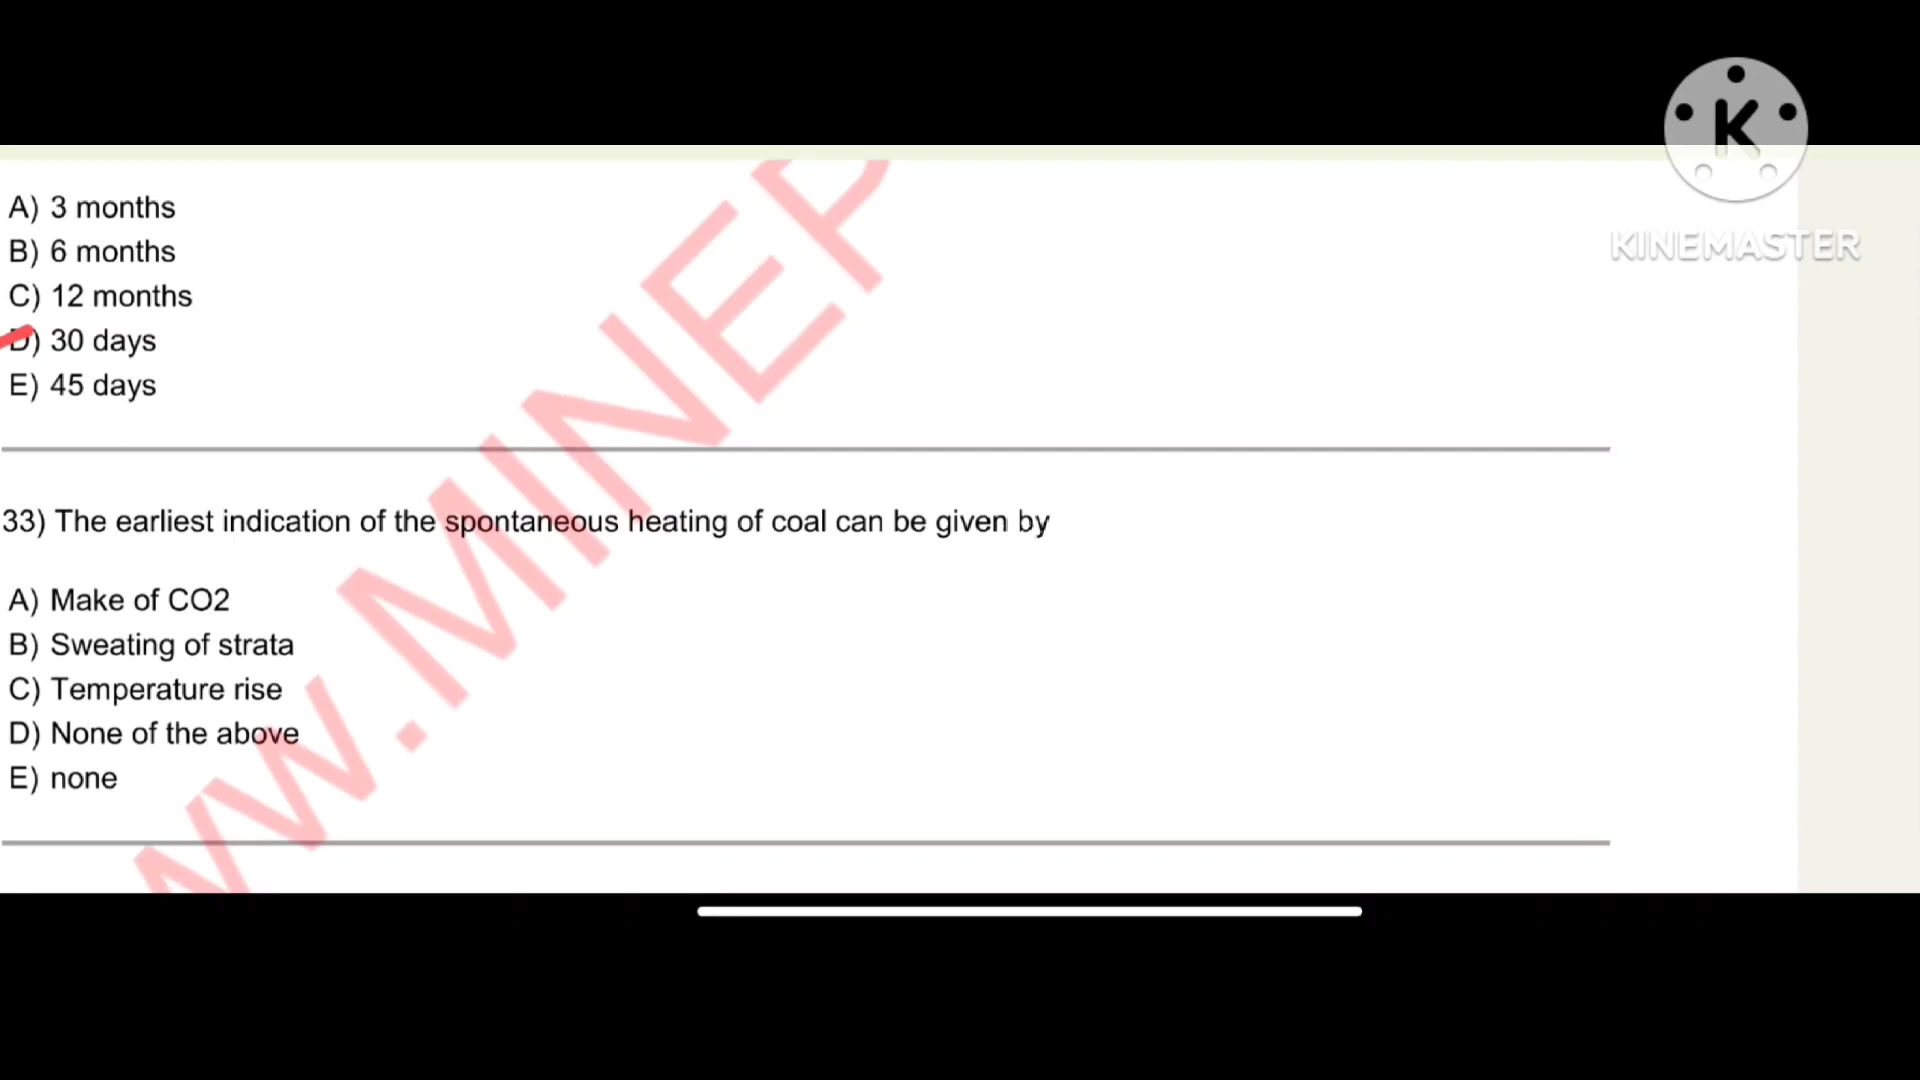 K
KINEMASTER
A) 3 months
B) 6 months
C) 12 months
D) 30 days
E) 45 days
33) The earliest indication of the spontaneous heating of coal can be given by
A) Make of CO2
B) Sweating of strata
C) Temperature rise
D) None of the above
E) none